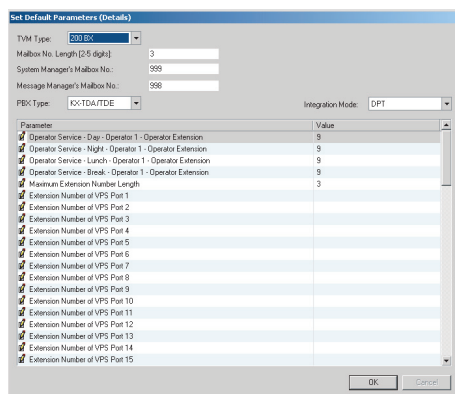 Set Default Parameters (Details)
TVM Type: 200 BX
Mailbox No. Length [2-5 digits]: 3
System Manager's Mailbox No.: 999
Message Manager's Mailbox No.: 998
PBX Type: KX-TDA/TDE Integration Mode: DPT
Parameter Value
Operator Service - Day - Operator 1 - Operator Extension 9
Operator Service - Night - Operator 1 - Operator Extension 9
Operator Service - Lunch - Operator 1 - Operator Extension 9
Operator Service - Break - Operator 1 - Operator Extension 9
Maximum Extension Number Length 3
Extension Number of VPS Port 1
Extension Number of VPS Port 2
Extension Number of VPS Port 3
Extension Number of VPS Port 4
Extension Number of VPS Port 5
Extension Number of VPS Port 6
Extension Number of VPS Port 7
Extension Number of VPS Port 8
Extension Number of VPS Port 9
Extension Number of VPS Port 10
Extension Number of VPS Port 11
Extension Number of VPS Port 12
Extension Number of VPS Port 13
Extension Number of VPS Port 14
Extension Number of VPS Port 15
OK Cancel